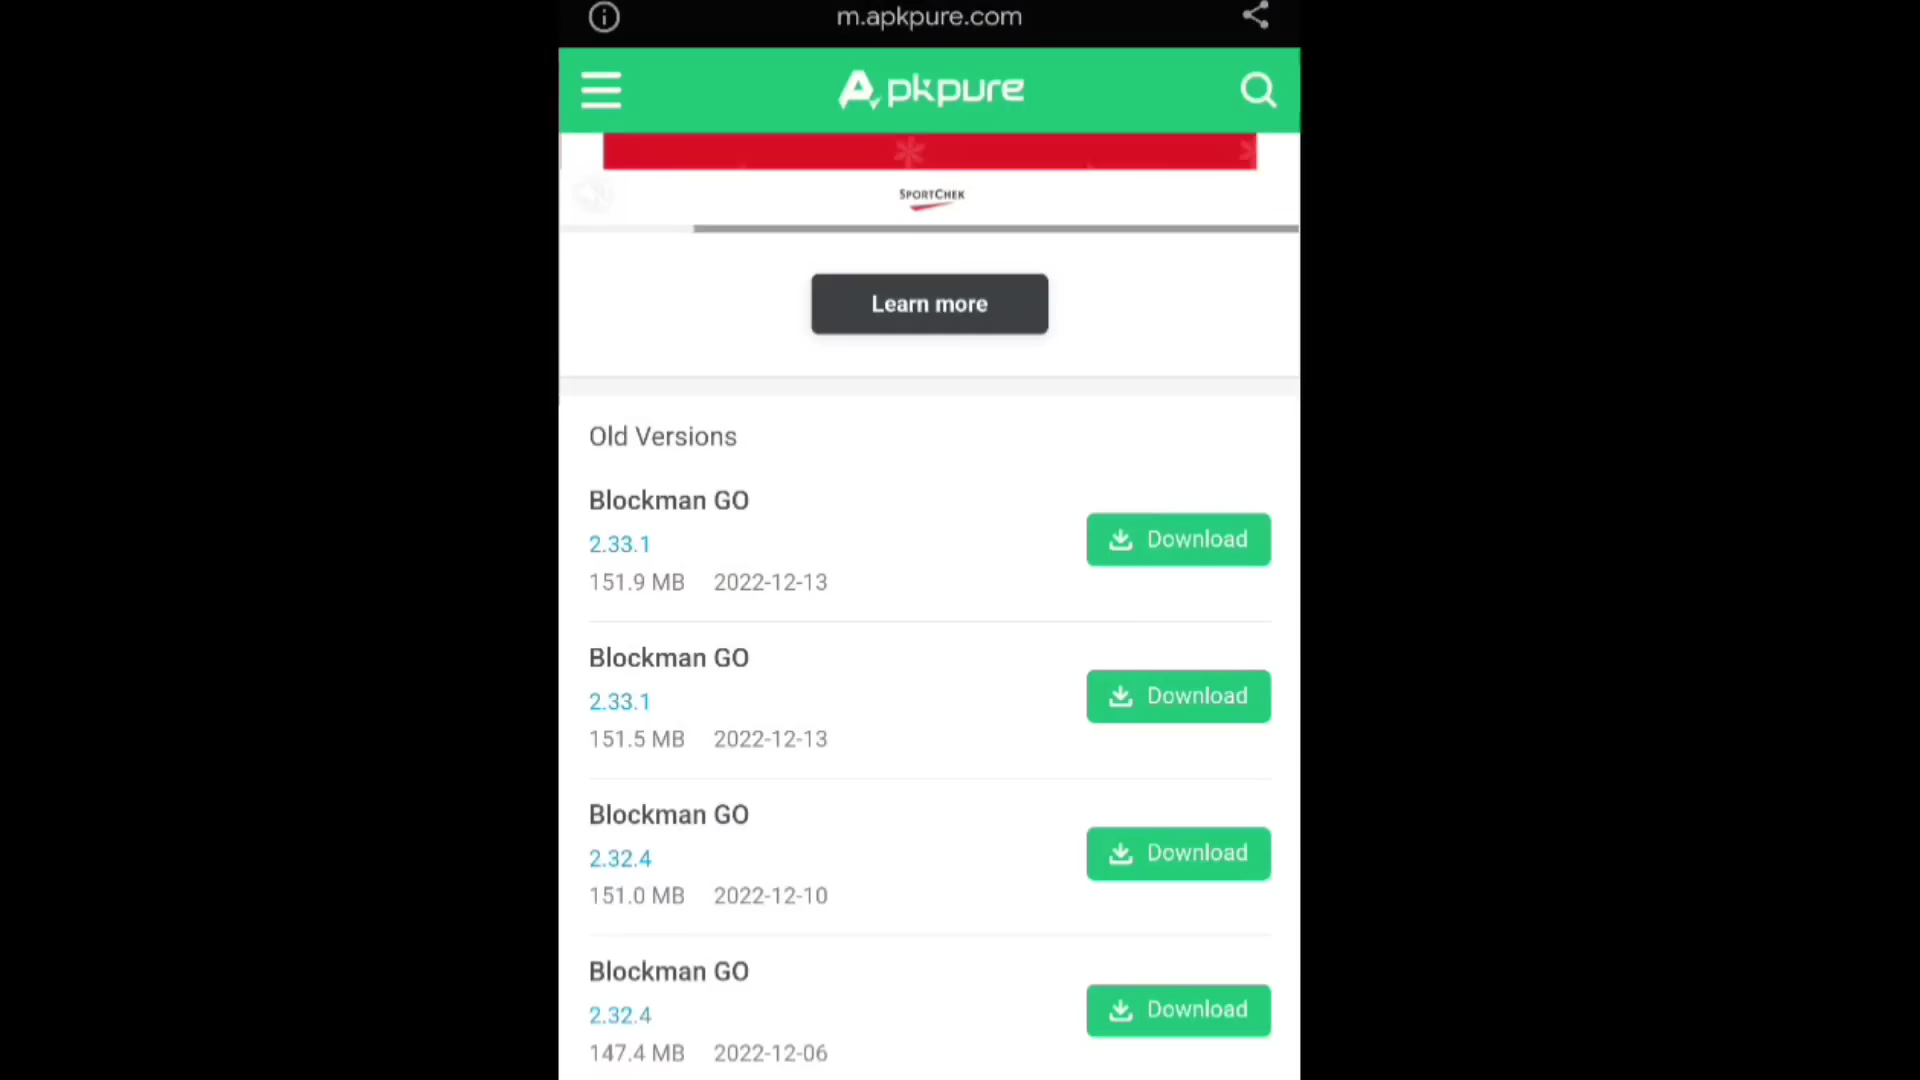 m.apkpure.com
Apkpure
SPORTCHEK
Learn more
Old Versions
Blockman GO
2.33.1
151.9 MB 2022-12-13
Download
Blockman GO
2.33.1
151.5 MB 2022-12-13
Download
Blockman GO
2.32.4
151.0 MB 2022-12-10
Download
Blockman GO
2.32.4
147.4 MB 2022-12-06
Download